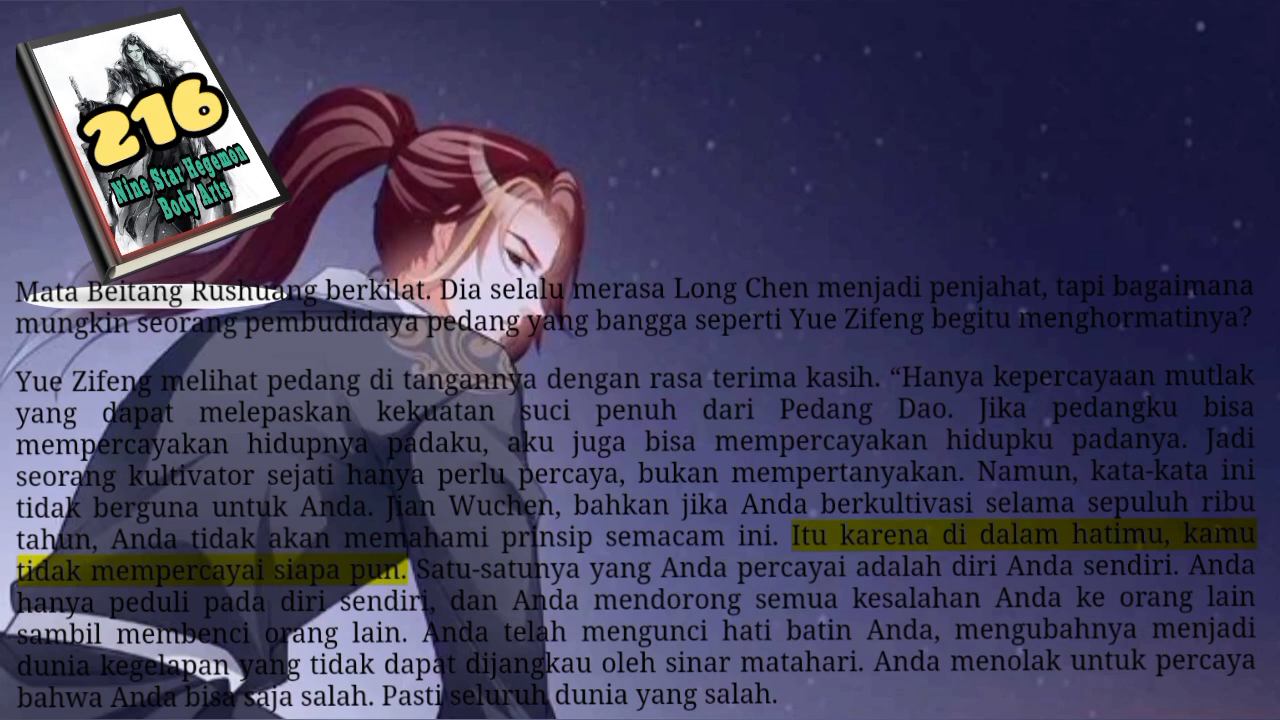 216
Nine Star Hegemon
Body Arts
Mata Beitang Rushuang berkilat. Dia selalu merasa Long Chen menjadi penjahat, tapi bagaimana
mungkin seorang pembudidaya pedang yang bangga seperti Yue Zifeng begitu menghormatinya?
Yue Zifeng melihat pedang di tangannya dengan rasa terima kasih. “Hanya kepercayaan mutlak
yang dapat melepaskan kekuatan suci penuh dari Pedang Dao. Jika pedangku bisa
mempercayakan hidupnya padaku, aku juga bisa mempercayakan hidupku padanya. Jadi
seorang kultivator sejati hanya perlu percaya, bukan mempertanyakan. Namun, kata-kata ini
tidak berguna untuk Anda. Jian Wuchen, bahkan jika Anda berkultivasi selama sepuluh ribu
tahun, Anda tidak akan memahami prinsip semacam ini. Itu karena di dalam hatimu, kamu
tidak mempercayai siapa pun. Satu-satunya yang Anda percayai adalah diri Anda sendiri. Anda
hanya peduli pada diri sendiri, dan Anda mendorong semua kesalahan Anda ke orang lain
sambil membenci orang lain. Anda telah mengunci hati batin Anda, mengubahnya menjadi
dunia kegelapan yang tidak dapat dijangkau oleh sinar matahari. Anda menolak untuk percaya
bahwa Anda bisa saja salah. Pasti seluruh dunia yang salah.